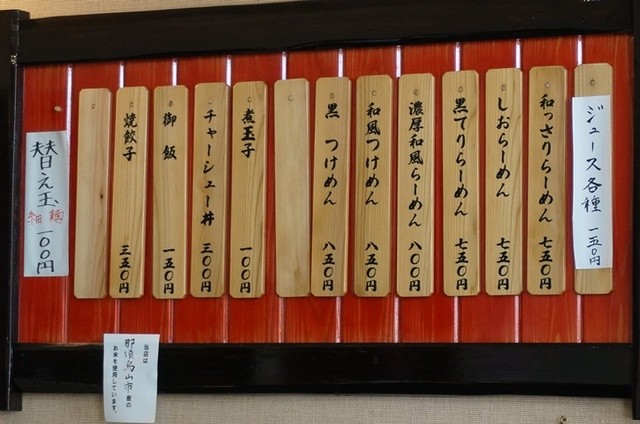 ジュース各種 一五〇円
和っさりらーめん 七五〇円
しおらーめん 七五〇円
黒てりらーめん 七五〇円
濃厚和風らーめん 八〇〇円
和風つけめん 八五〇円
黒 つけめん 八五〇円
煮玉子 一〇〇円
チャーシュー丼 三〇〇円
御飯 一五〇円
焼餃子 三五〇円
替え玉
細麺
一〇〇円
当店は
那須烏山市産の
お米を使用しています。